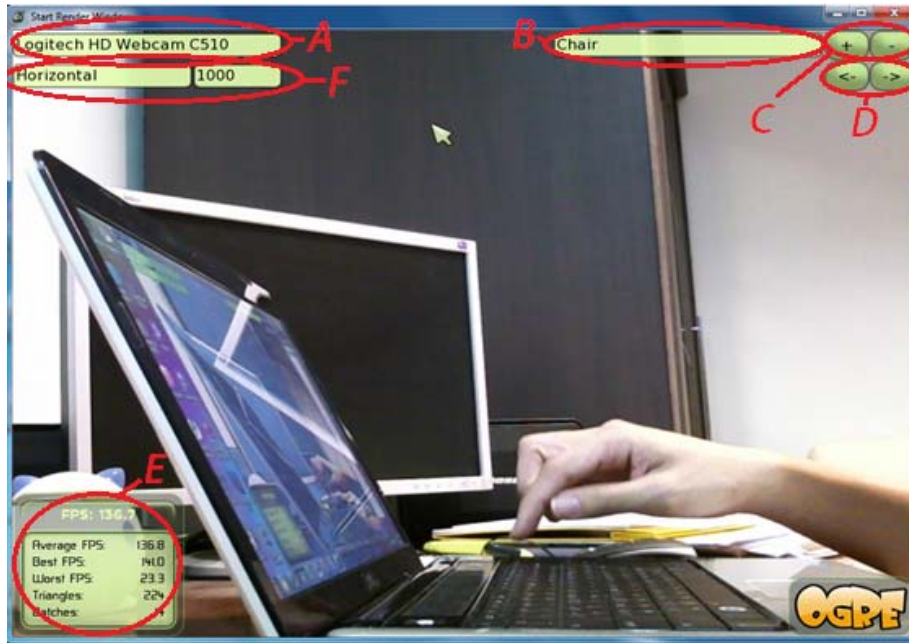 Start Render Window
Logitech HD Webcam C510
A
B
Chair
+
-
Horizontal
1000
F
<-
->
C
D
E
FPS: 136.7
Average FPS: 136.8
Best FPS: 141.0
Worst FPS: 23.3
Triangles: 224
Batches: 14
OGRE